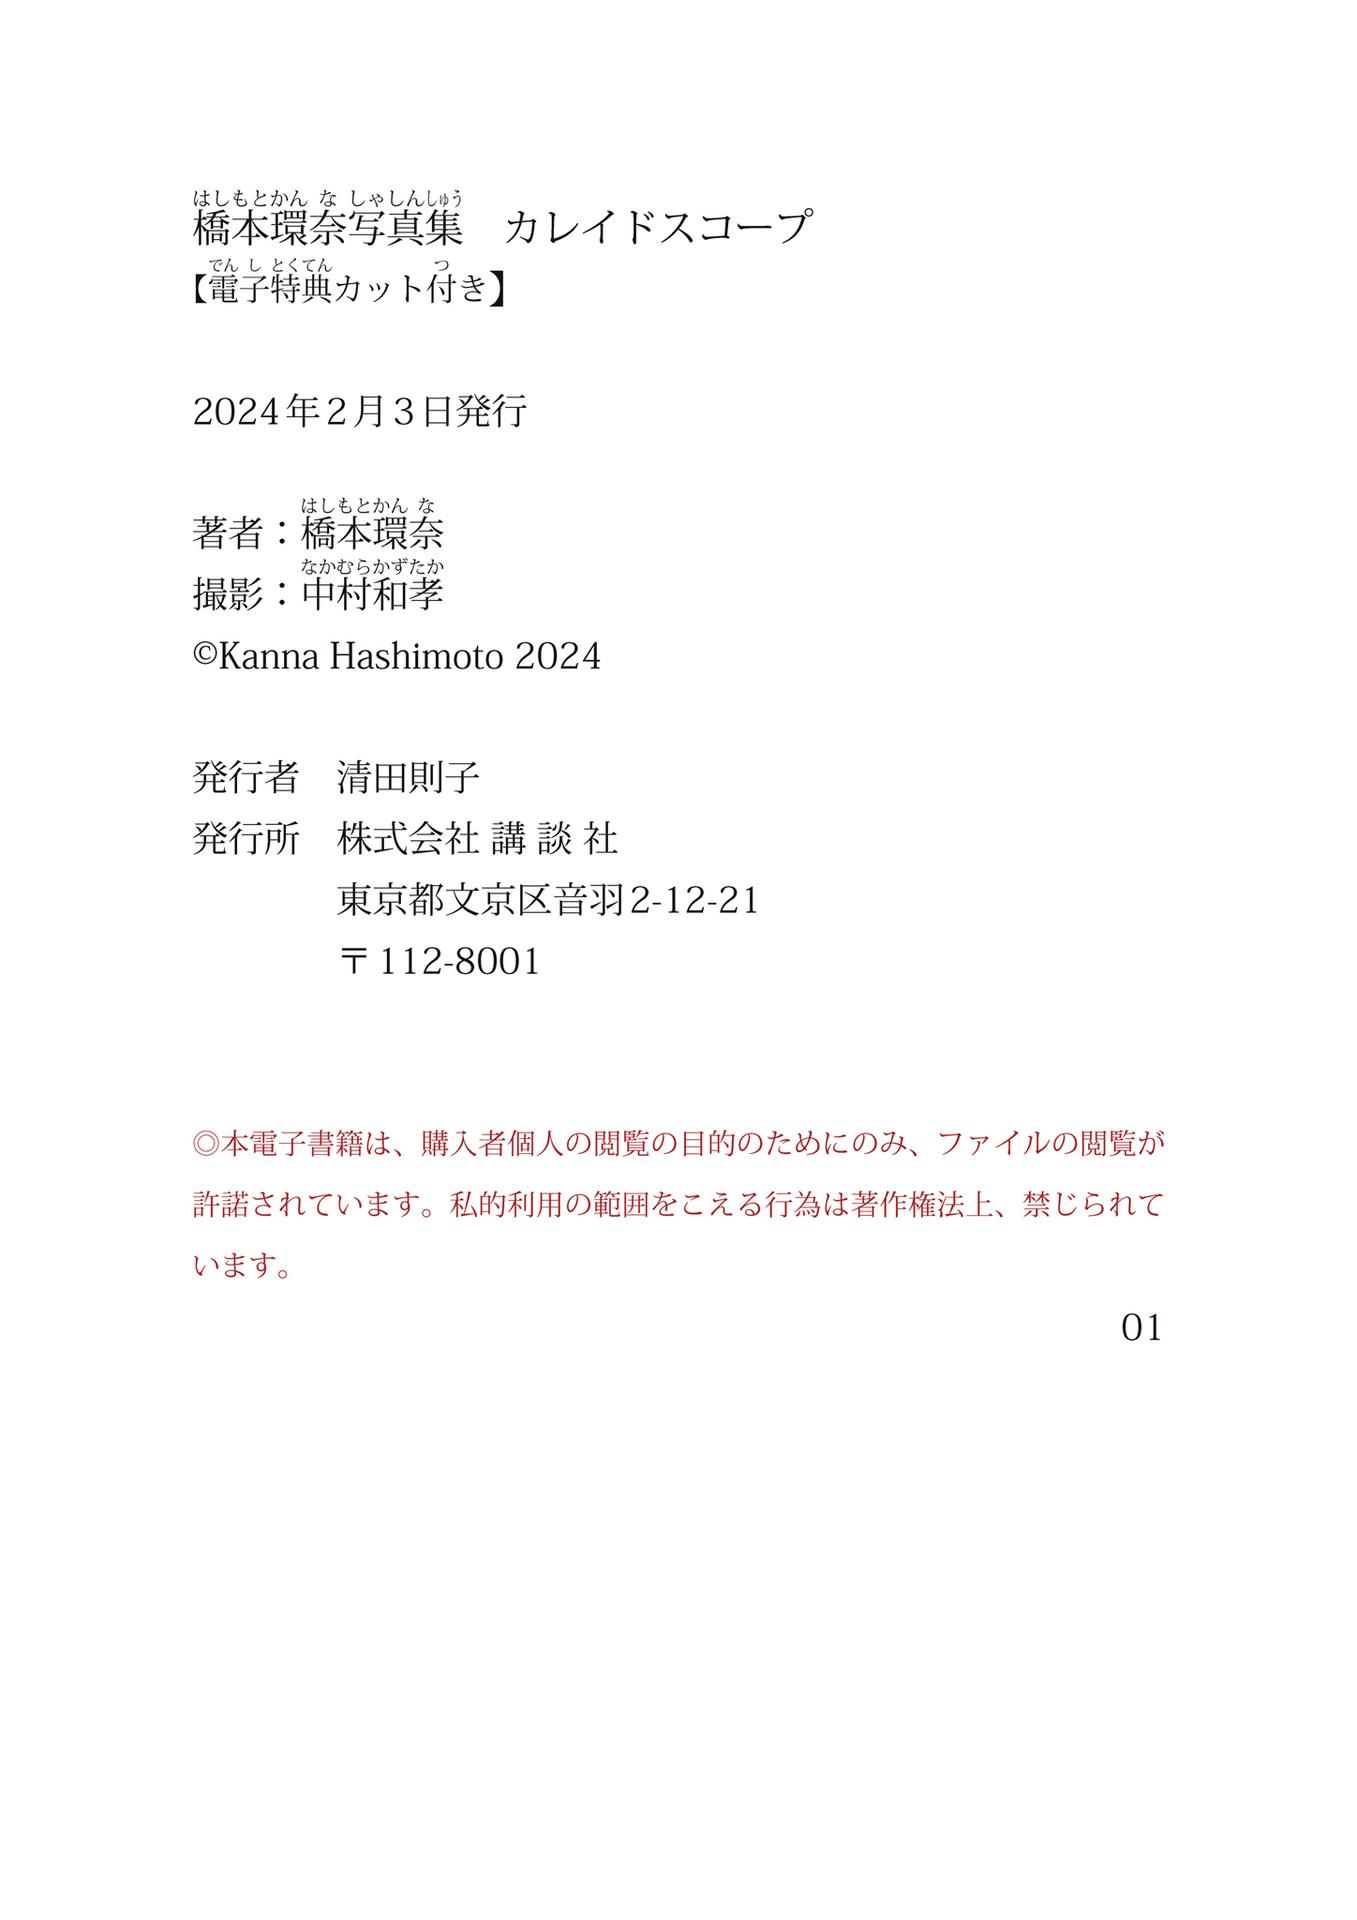 はしもとかん な しゃしんしゅう
橋本環奈写真集　カレイドスコープ
でん し とくてん つ
【電子特典カット付き】
2024年2月3日発行
はしもとかん な
著者：橋本環奈
なかむらかずたか
撮影：中村和孝
©Kanna Hashimoto 2024
発行者　清田則子
発行所　株式会社 講 談 社
東京都文京区音羽2-12-21
〒112-8001
◎本電子書籍は、購入者個人の閲覧の目的のためにのみ、ファイルの閲覧が
許諾されています。私的利用の範囲をこえる行為は著作権法上、禁じられて
います。
01